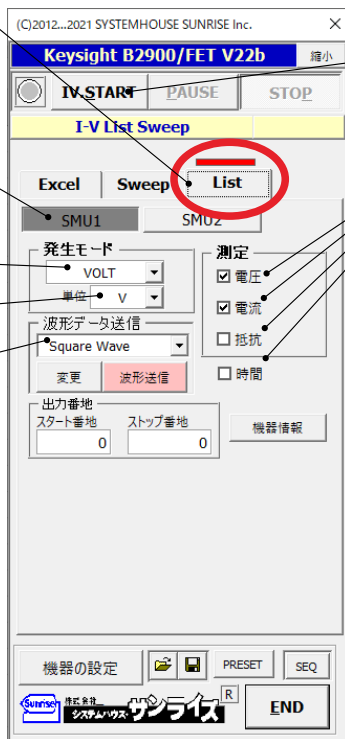 (C)2012...2021 SYSTEMHOUSE SUNRISE Inc. ×
Keysight B2900/FET V22b 縮小
IV.START PAUSE STOP
I-V List Sweep
Excel Sweep List
SMU1 SMU2
発生モード
VOLT
単位 V
測定
電圧
電流
抵抗
時間
波形データ送信
Square Wave
変更 波形送信
出力番地
スタート番地 ストップ番地
0 0
機器情報
機器の設定 PRESET SEQ
Sunrise 株式会社 システムハウス サンライズ R END